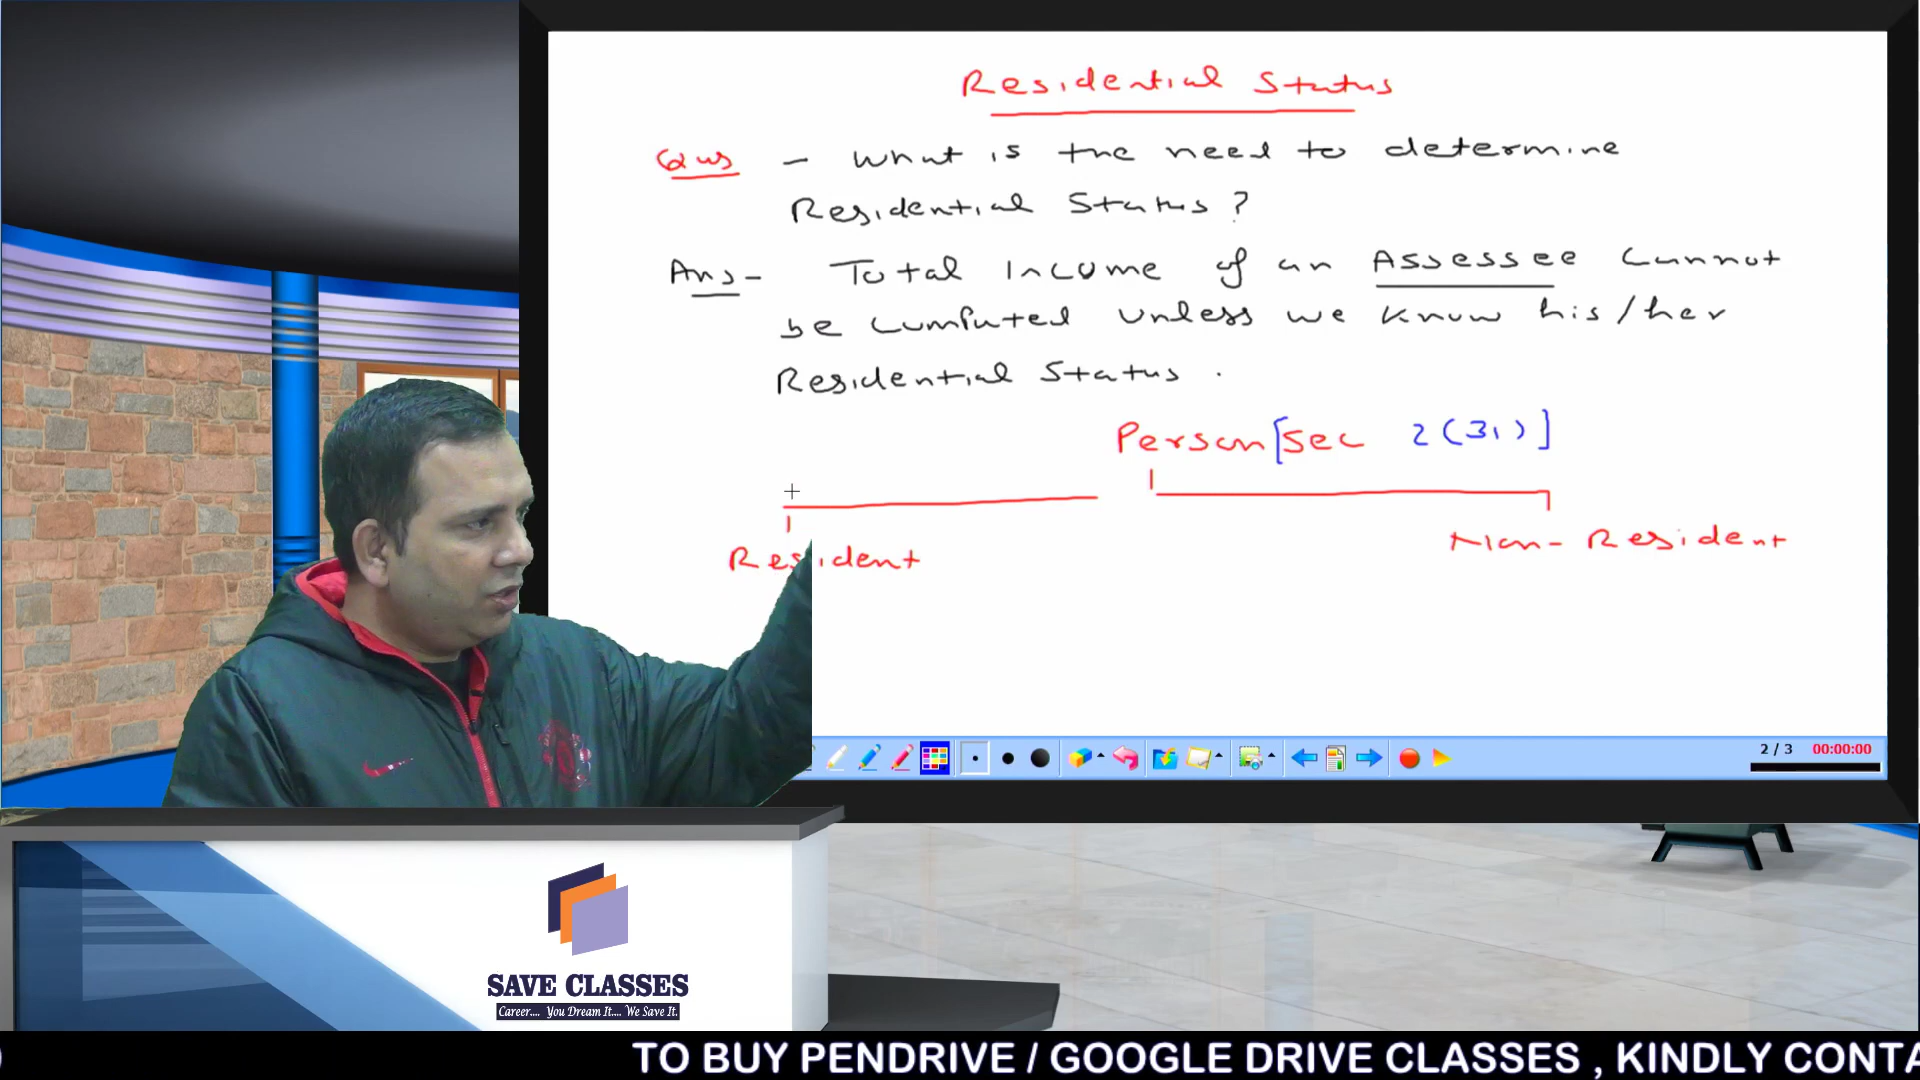 Residential Status
Ques - What is the need to determine
Residential Status ?
Ans - Total Income of an Assessee cannot
be computed unless we know his/her
Residential Status .
Person [Sec 2(31)]
Resident
Non-Resident
2 / 3 00:00:00
SAVE CLASSES
Career.... You Dream It.... We Save It.
TO BUY PENDRIVE / GOOGLE DRIVE CLASSES , KINDLY CONTA